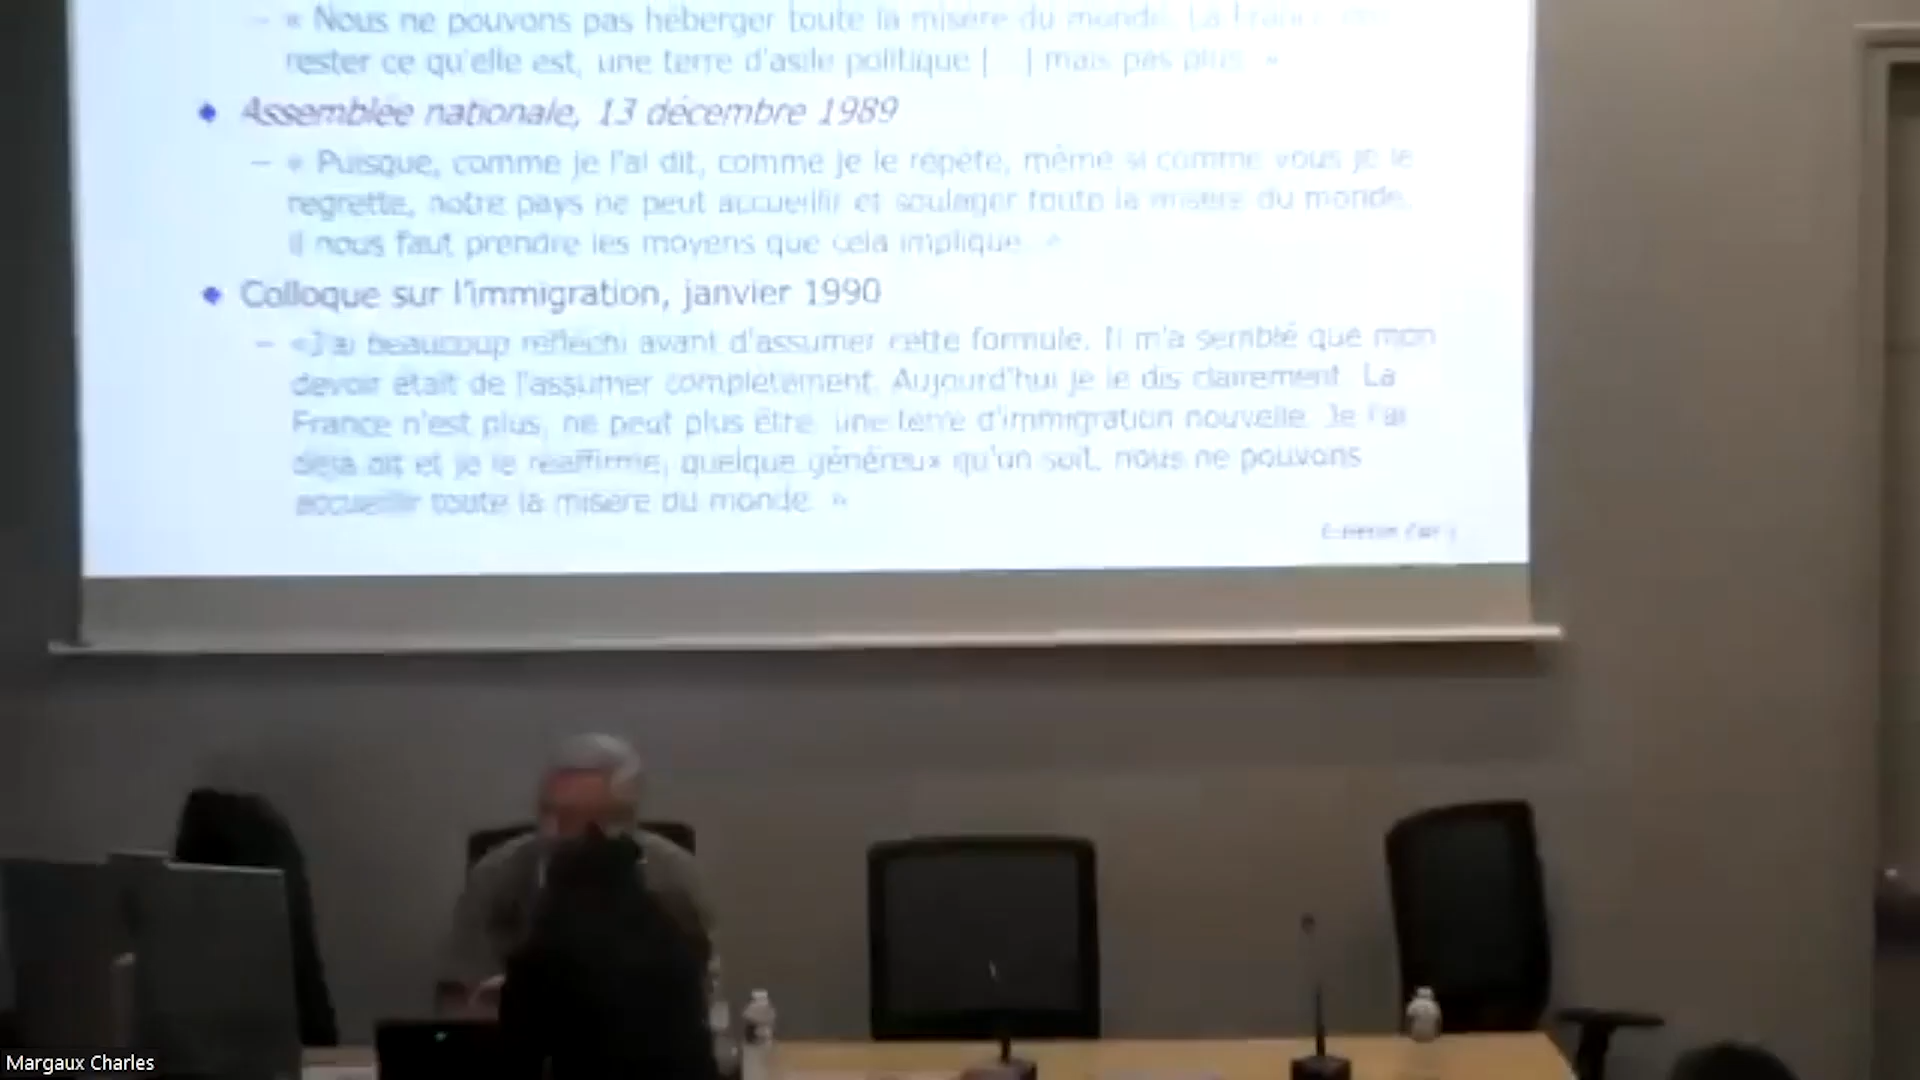 – « Nous ne pouvons pas héberger toute la misère du monde. La France
rester ce qu'elle est, une terre d'asile politique [...] mais pas plus. »
◆ Assemblée nationale, 13 décembre 1989
– « Puisque, comme je l'ai dit, comme je le répète, même si comme vous je le
regrette, notre pays ne peut accueillir et soulager toute la misère du monde,
il nous faut prendre les moyens que cela implique. »
◆ Colloque sur l'immigration, janvier 1990
– «J'ai beaucoup réfléchi avant d'assumer cette formule. Il m'a semblé que mon
devoir était de l'assumer complètement. Aujourd'hui je le dis clairement. La
France n'est plus, ne peut plus être, une terre d'immigration nouvelle. Je l'ai
déjà dit et je le réaffirme, quelque généreux qu'on soit, nous ne pouvons
accueillir toute la misère du monde. »
Margaux Charles